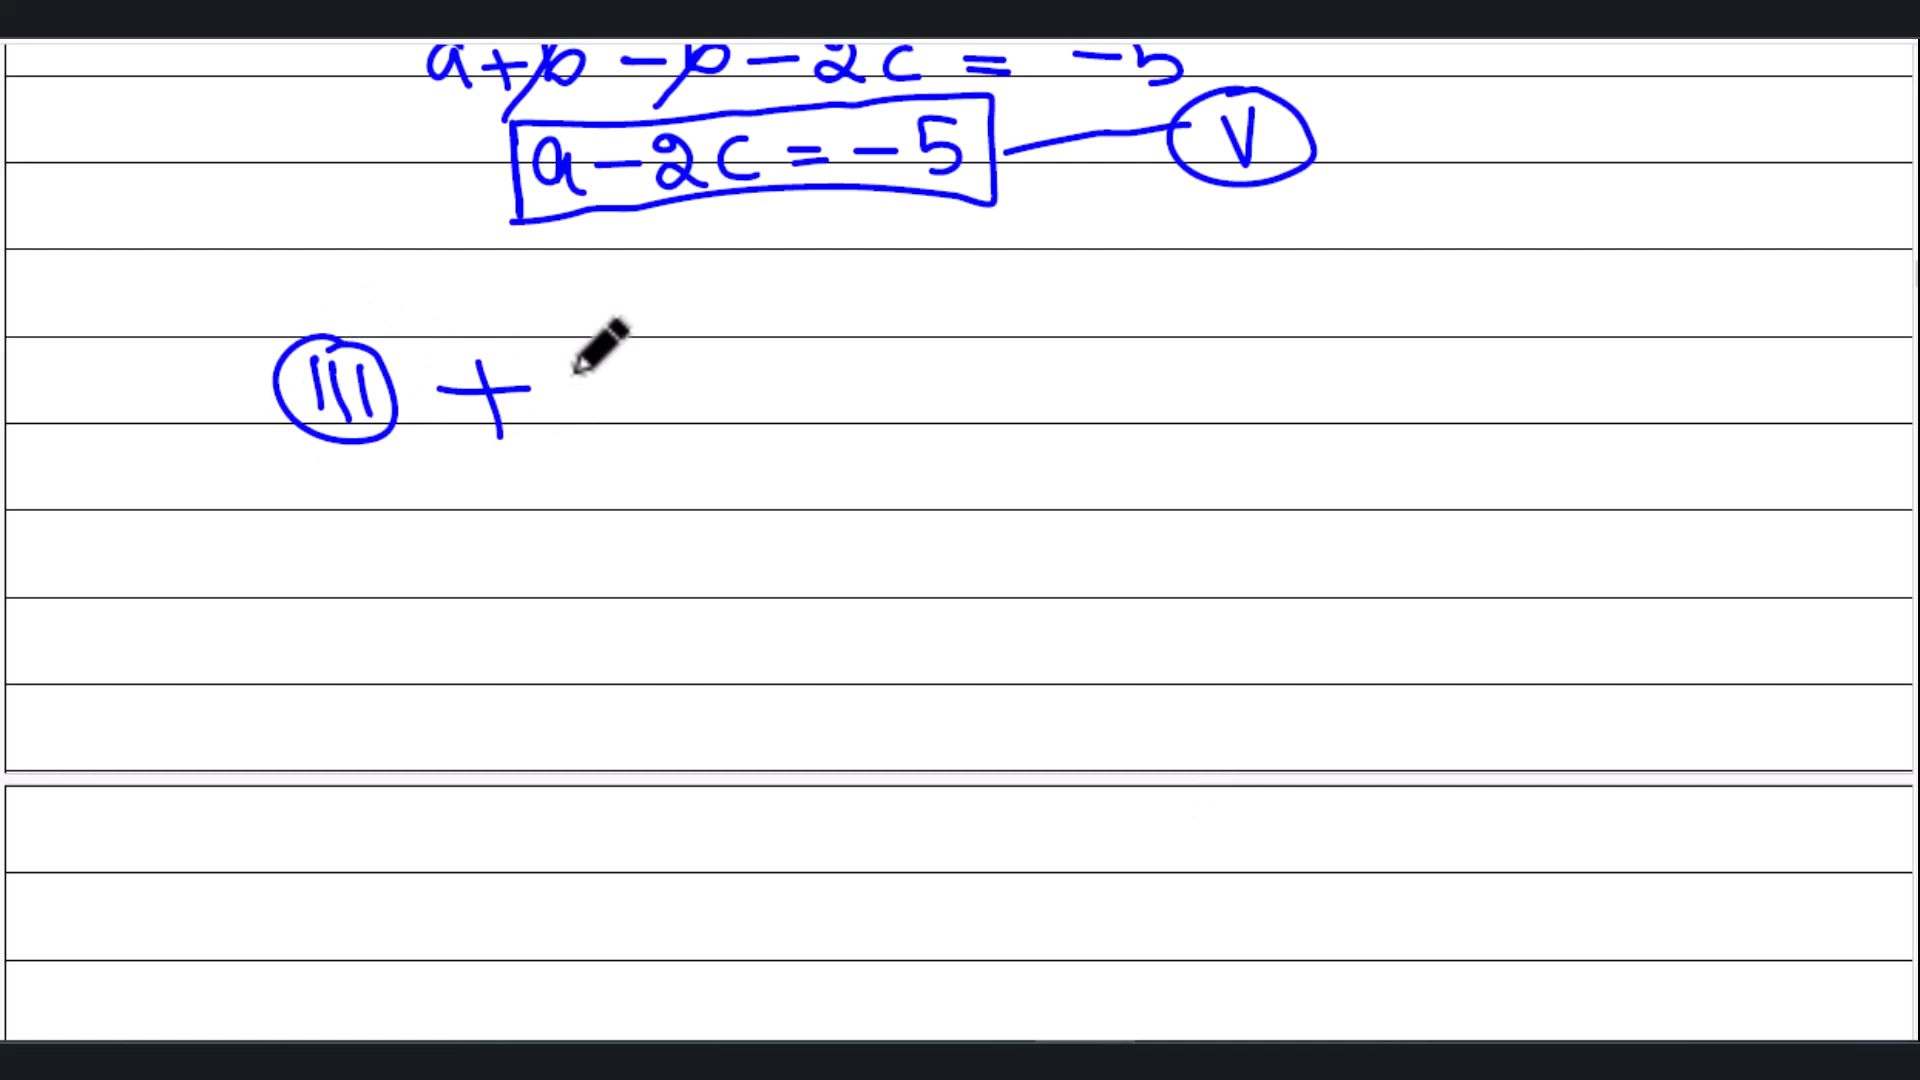 a + b - b - 2c = -5
a - 2c = -5 — V
III +